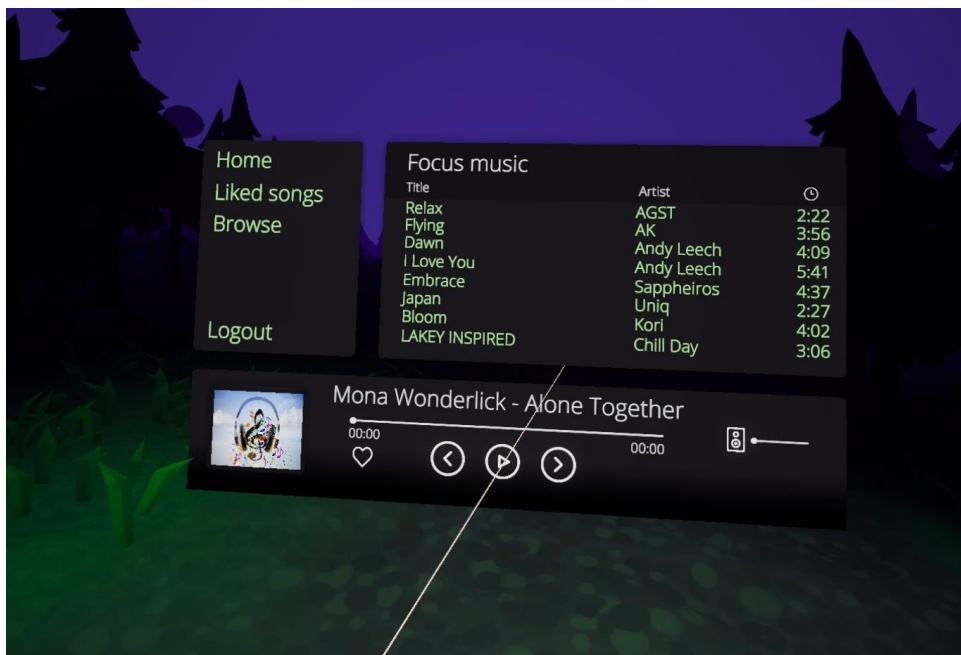 Home
Liked songs
Browse
Logout
Focus music
Title Artist
Relax AGST 2:22
Flying AK 3:56
Dawn Andy Leech 4:09
I Love You Andy Leech 5:41
Embrace Sappheiros 4:37
Japan Uniq 2:27
Bloom Kori 4:02
LAKEY INSPIRED Chill Day 3:06
Mona Wonderlick - Alone Together
00:00 00:00